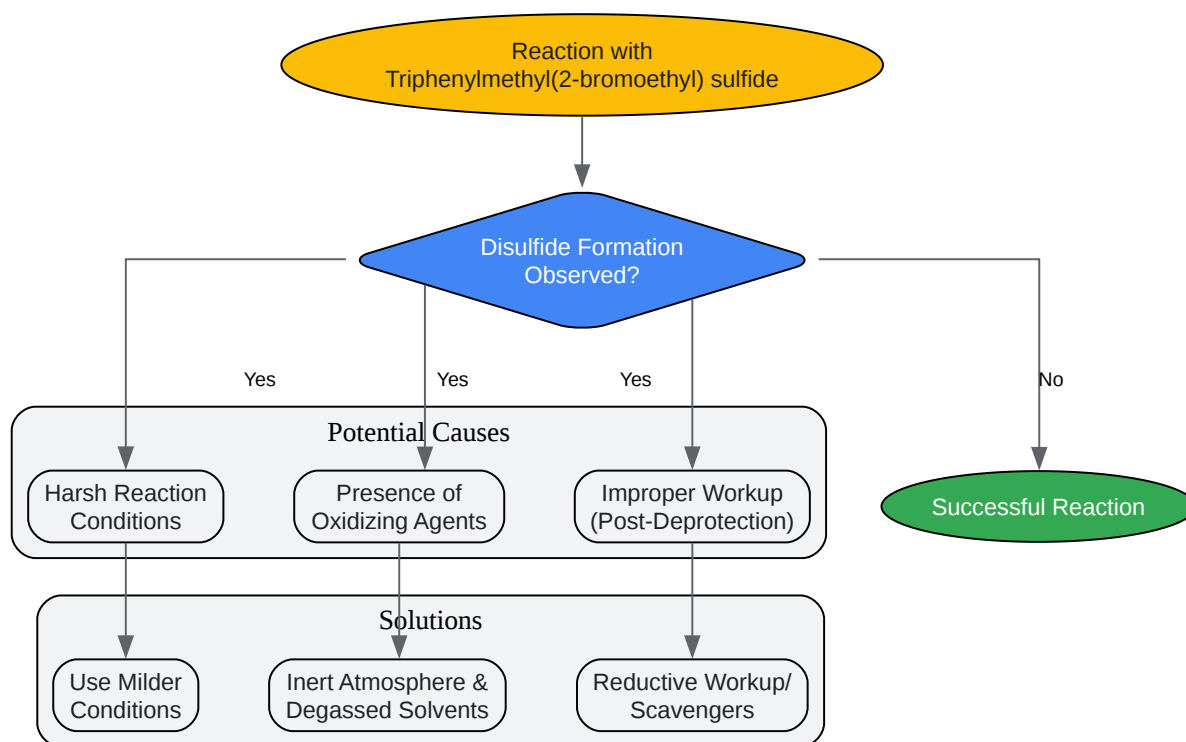 Reaction with
Triphenylmethyl(2-bromoethyl) sulfide
Disulfide Formation
Observed?
Yes
Yes
Yes
No
Potential Causes
Harsh Reaction
Conditions
Presence of
Oxidizing Agents
Improper Workup
(Post-Deprotection)
Successful Reaction
Solutions
Use Milder
Conditions
Inert Atmosphere &
Degassed Solvents
Reductive Workup/
Scavengers